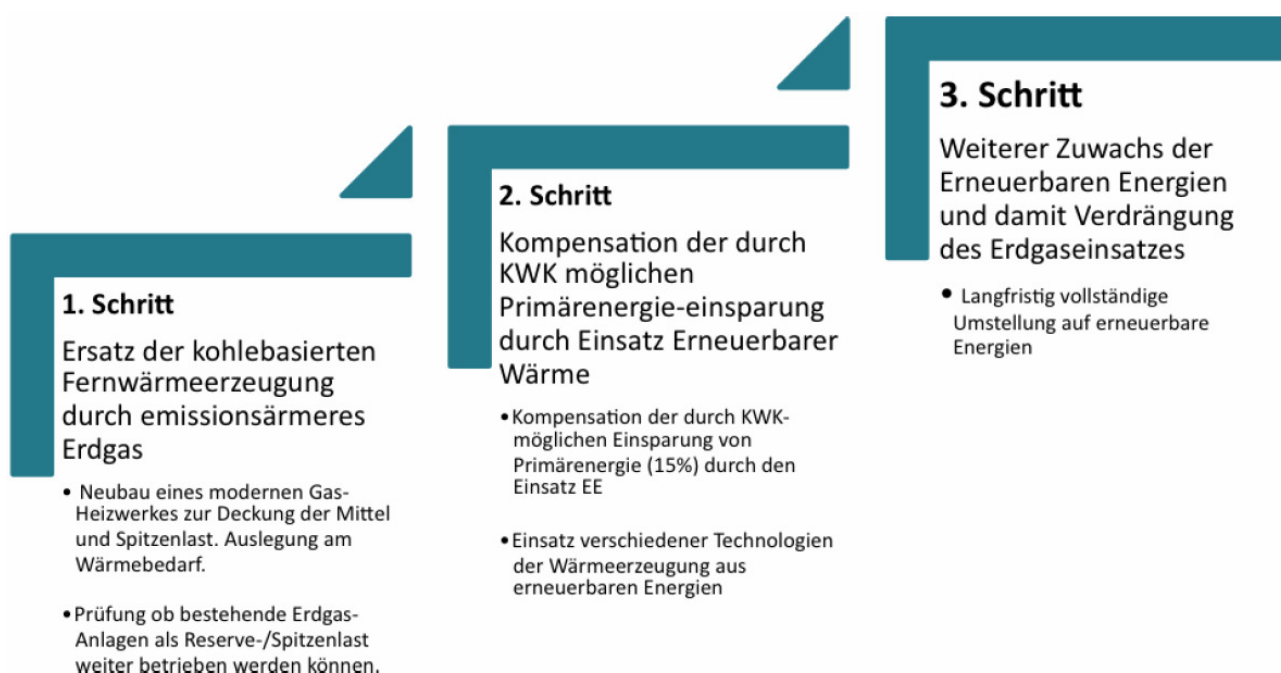 1. Schritt
Ersatz der kohlebasierten
Fernwärmeerzeugung
durch emissionsärmeres
Erdgas
• Neubau eines modernen Gas-
Heizwerkes zur Deckung der Mittel
und Spitzenlast. Auslegung am
Wärmebedarf.
•Prüfung ob bestehende Erdgas-
Anlagen als Reserve-/Spitzenlast
weiter betrieben werden können.
2. Schritt
Kompensation der durch
KWK möglichen
Primärenergie-einsparung
durch Einsatz Erneuerbarer
Wärme
•Kompensation der durch KWK-
möglichen Einsparung von
Primärenergie (15%) durch den
Einsatz EE
•Einsatz verschiedener Technologien
der Wärmeerzeugung aus
erneuerbaren Energien
3. Schritt
Weiterer Zuwachs der
Erneuerbaren Energien
und damit Verdrängung
des Erdgaseinsatzes
• Langfristig vollständige
Umstellung auf erneuerbare
Energien